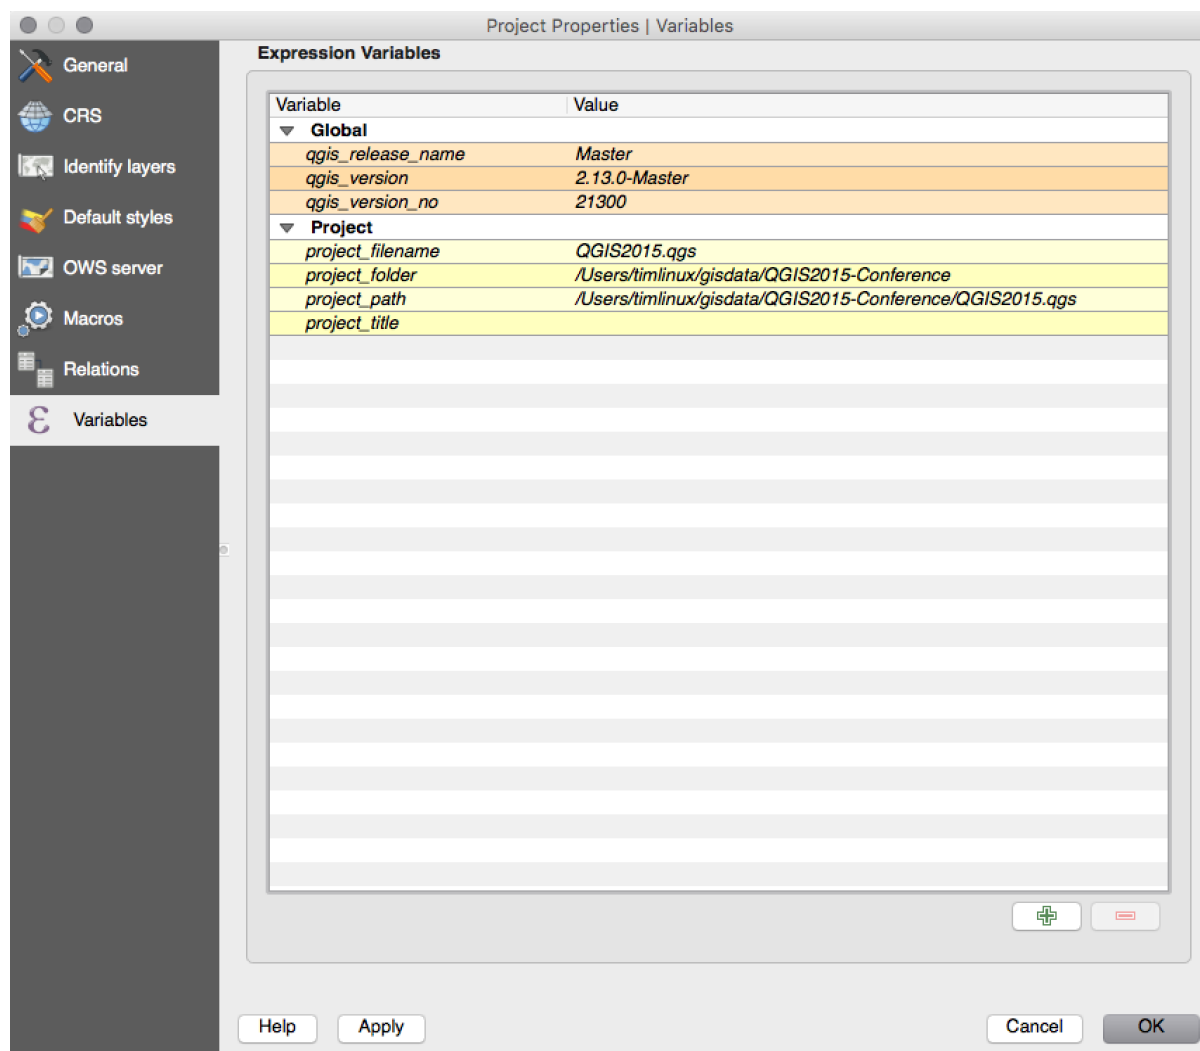 Project Properties | Variables
General
CRS
Identify layers
Default styles
OWS server
Macros
Relations
Variables
Expression Variables
Variable Value
Global
qgis_release_name Master
qgis_version 2.13.0-Master
qgis_version_no 21300
Project
project_filename QGIS2015.qgs
project_folder /Users/timlinux/gisdata/QGIS2015-Conference
project_path /Users/timlinux/gisdata/QGIS2015-Conference/QGIS2015.qgs
project_title
Help Apply Cancel OK